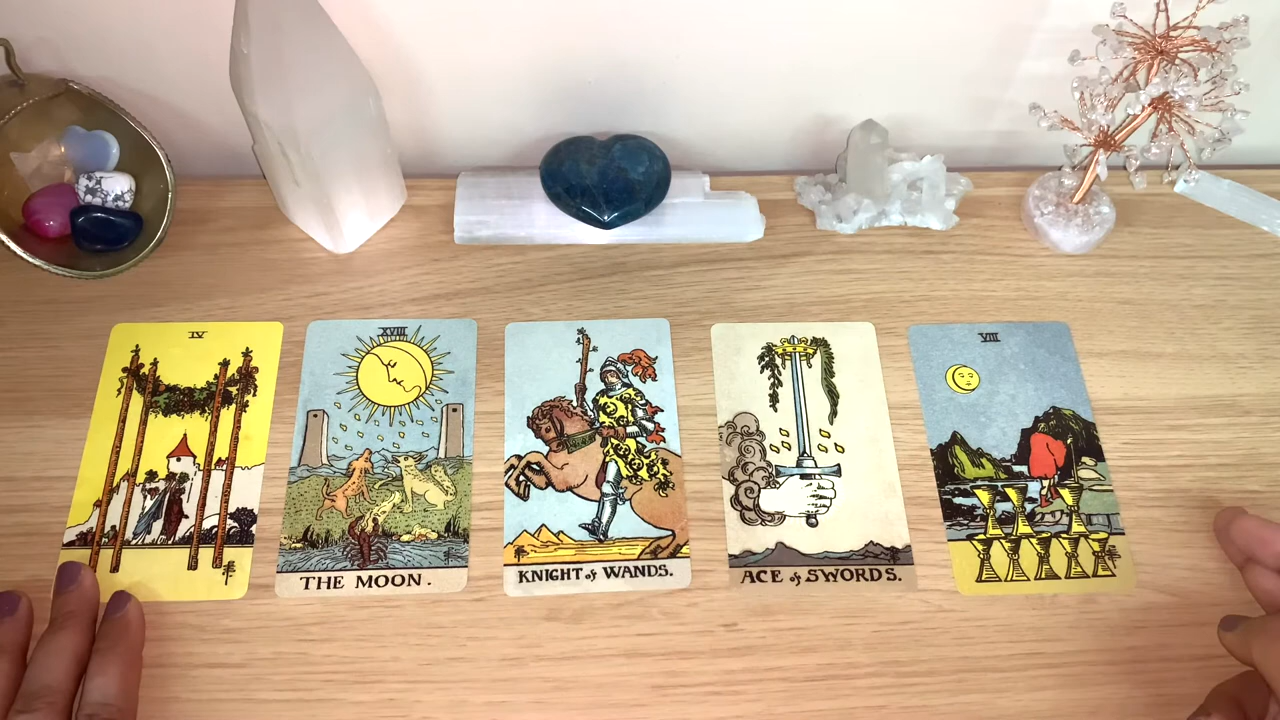 IV
XVIII
THE MOON.
KNIGHT of WANDS.
ACE of SWORDS.
VIII